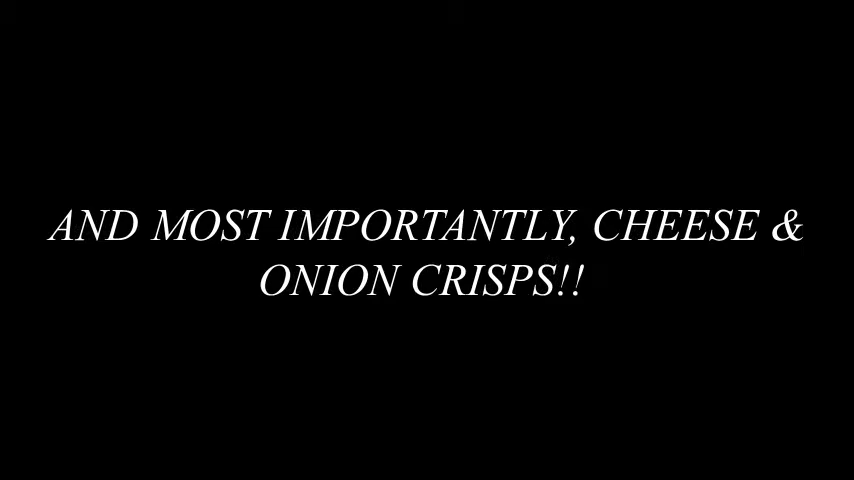 AND MOST IMPORTANTLY, CHEESE &
ONION CRISPS!!